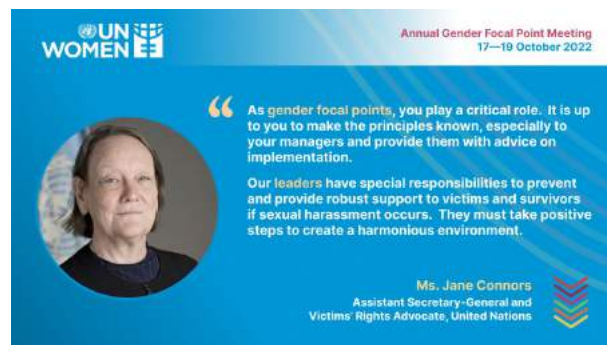 UN
WOMEN
Annual Gender Focal Point Meeting
17—19 October 2022
“ As gender focal points, you play a critical role. It is up
to you to make the principles known, especially to
your managers and provide them with advice on
implementation.
Our leaders have special responsibilities to prevent
and provide robust support to victims and survivors
if sexual harassment occurs. They must take positive
steps to create a harmonious environment.
Ms. Jane Connors
Assistant Secretary-General and
Victims' Rights Advocate, United Nations